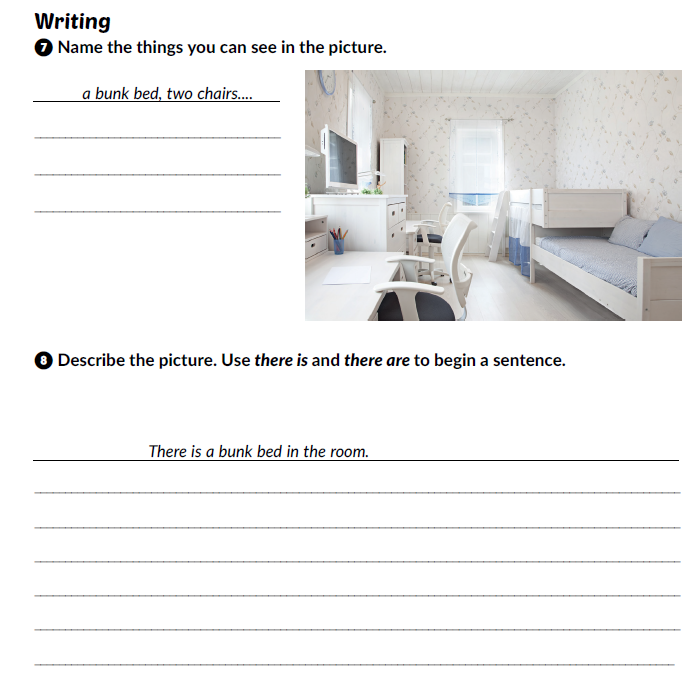 Writing
7 Name the things you can see in the picture.
a bunk bed, two chairs....
8 Describe the picture. Use there is and there are to begin a sentence.
There is a bunk bed in the room.